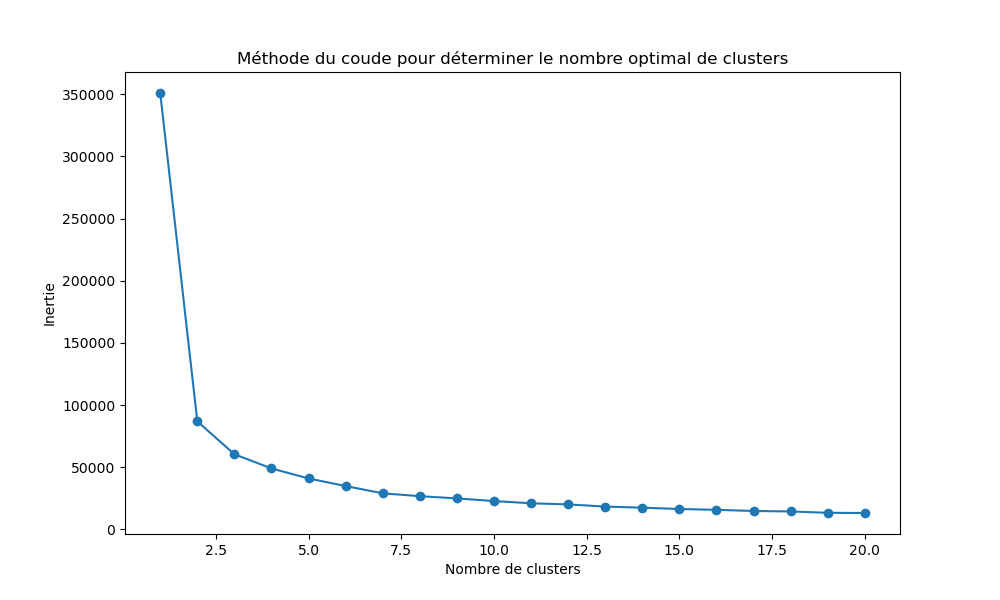 Méthode du coude pour déterminer le nombre optimal de clusters
350000
300000
250000
200000
150000
100000
50000
0
Inertie
2.5 5.0 7.5 10.0 12.5 15.0 17.5 20.0
Nombre de clusters